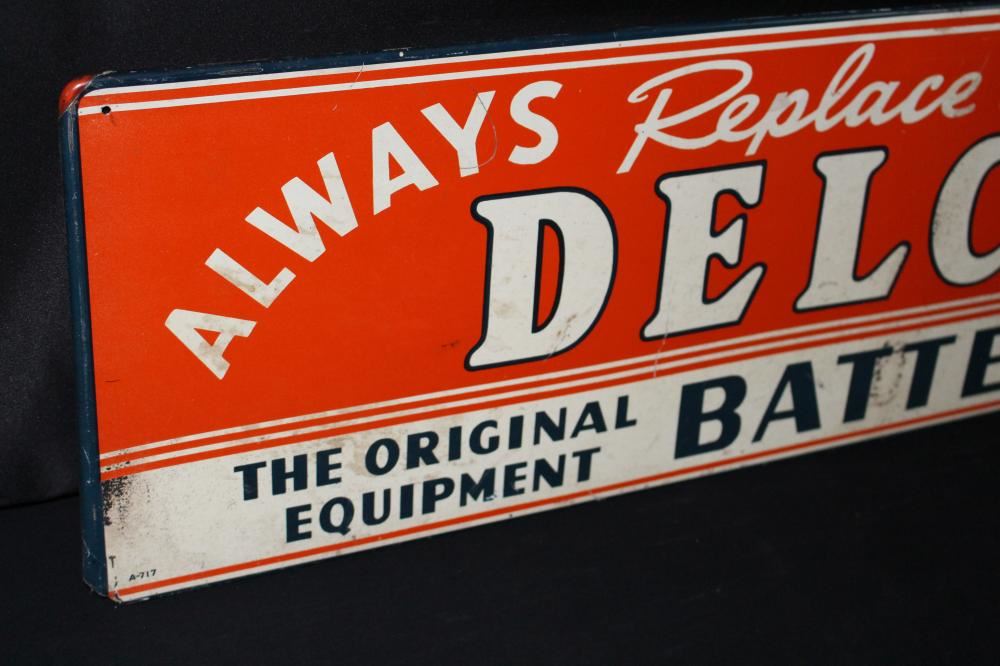 ALWAYS Replace
DELC
THE ORIGINAL
EQUIPMENT
BATTE
A-717